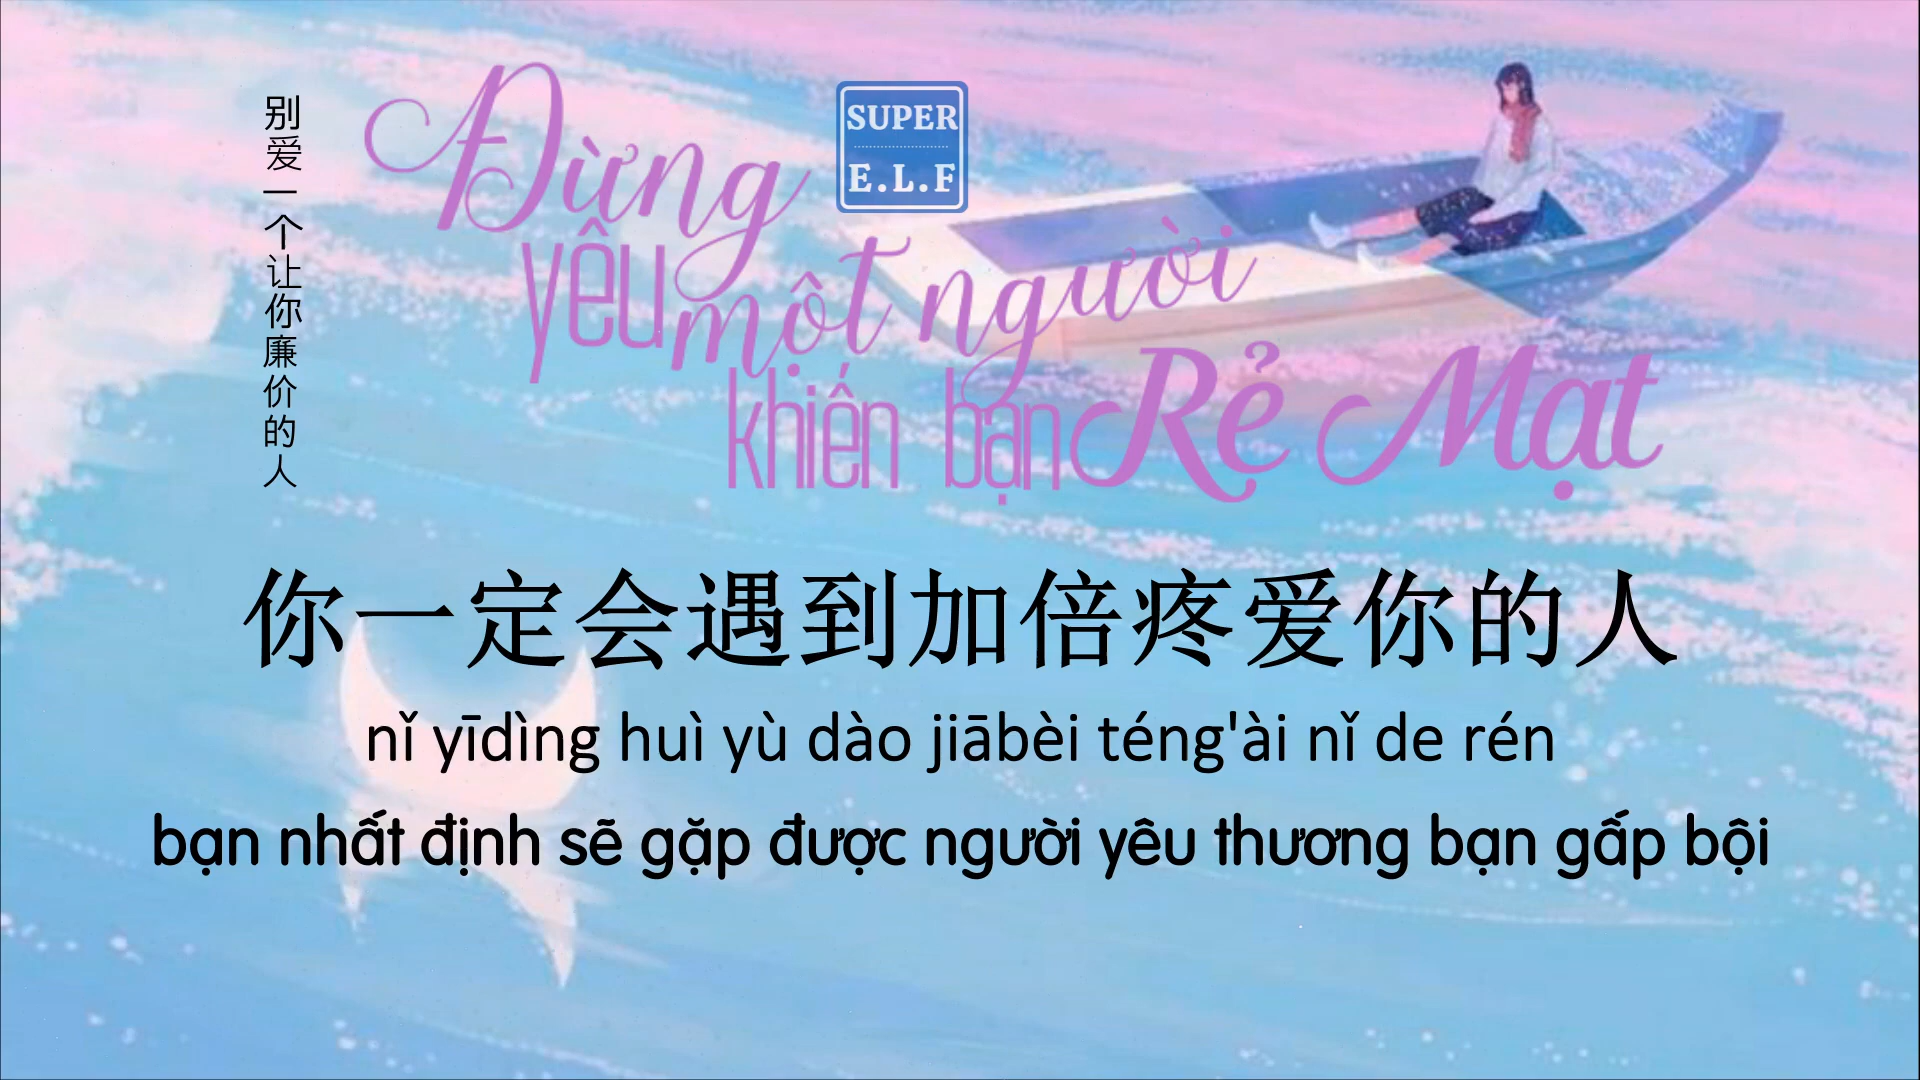 别爱一个让你廉价的人
Đừng
yêu một người
khiến bạn Rẻ Mạt
SUPER
E.L.F
你一定会遇到加倍疼爱你的人
nǐ yīdìng huì yù dào jiābèi téng'ài nǐ de rén
bạn nhất định sẽ gặp được người yêu thương bạn gấp bội